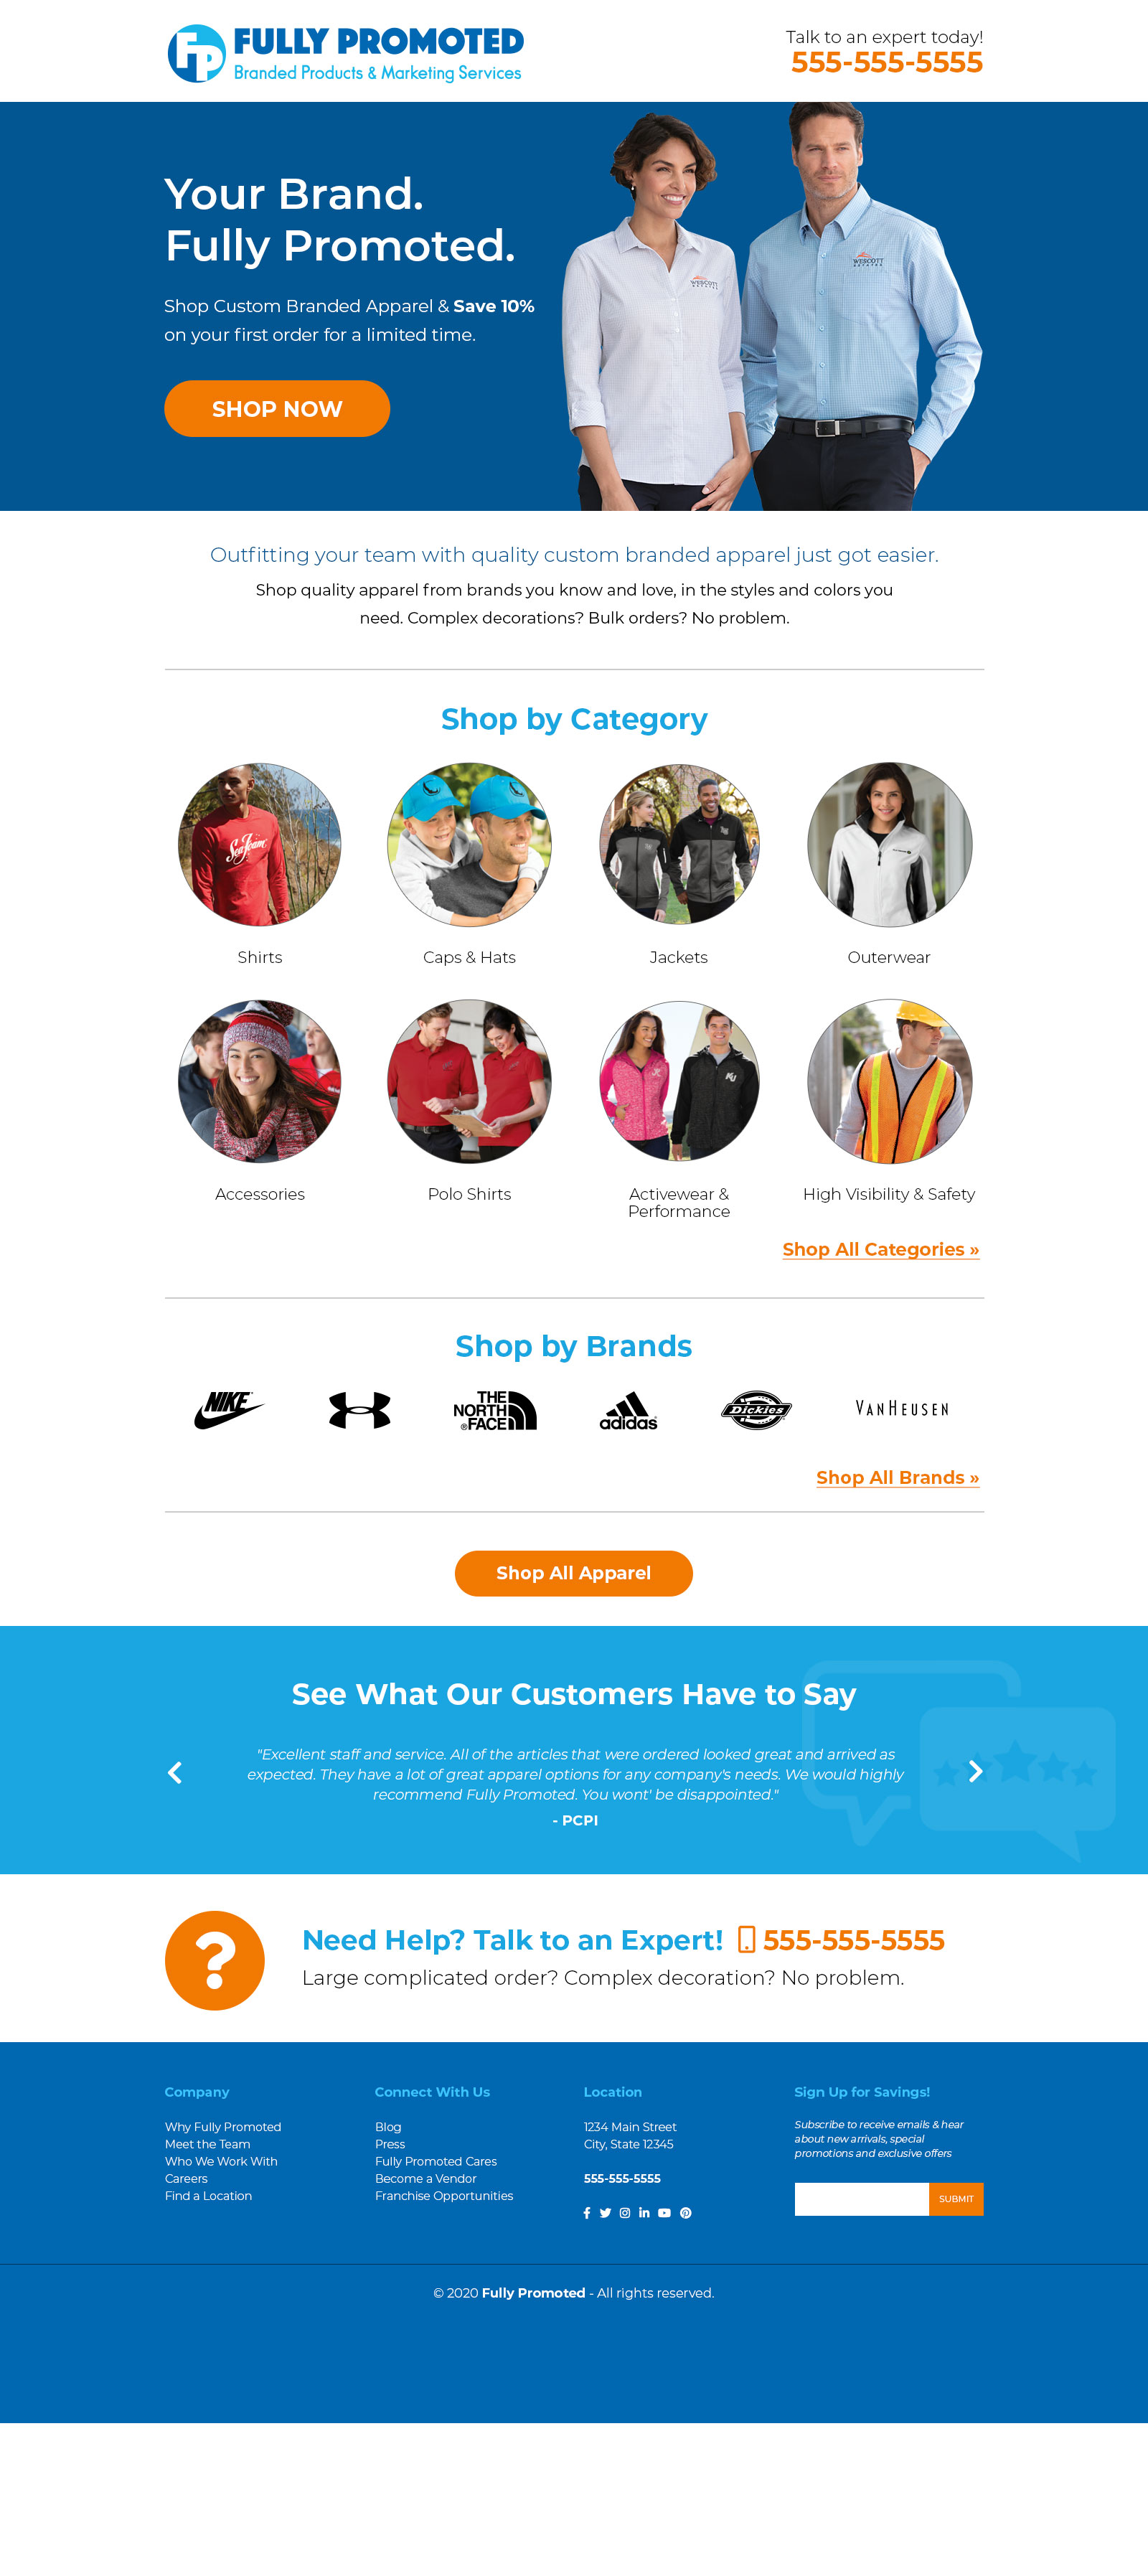 FP
FULLY PROMOTED
Branded Products & Marketing Services
Talk to an expert today!
555-555-5555
Your Brand.
Fully Promoted.
Shop Custom Branded Apparel & Save 10%
on your first order for a limited time.
SHOP NOW
WESCOTT
WESCOTT
Outfitting your team with quality custom branded apparel just got easier.
Shop quality apparel from brands you know and love, in the styles and colors you
need. Complex decorations? Bulk orders? No problem.
Shop by Category
SeaFoam
Shirts
Caps & Hats
Jackets
Outerwear
KJ
Accessories
Polo Shirts
Activewear &
Performance
High Visibility & Safety
Shop All Categories »
Shop by Brands
NIKE
THE
NORTH
FACE
adidas
Dickies
VANHEUSEN
Shop All Brands »
Shop All Apparel
See What Our Customers Have to Say
"Excellent staff and service. All of the articles that were ordered looked great and arrived as
expected. They have a lot of great apparel options for any company's needs. We would highly
recommend Fully Promoted. You wont' be disappointed."
- PCPI
?
Need Help? Talk to an Expert! 555-555-5555
Large complicated order? Complex decoration? No problem.
Company
Why Fully Promoted
Meet the Team
Who We Work With
Careers
Find a Location
Connect With Us
Blog
Press
Fully Promoted Cares
Become a Vendor
Franchise Opportunities
Location
1234 Main Street
City, State 12345
555-555-5555
Sign Up for Savings!
Subscribe to receive emails & hear
about new arrivals, special
promotions and exclusive offers
SUBMIT
© 2020 Fully Promoted - All rights reserved.